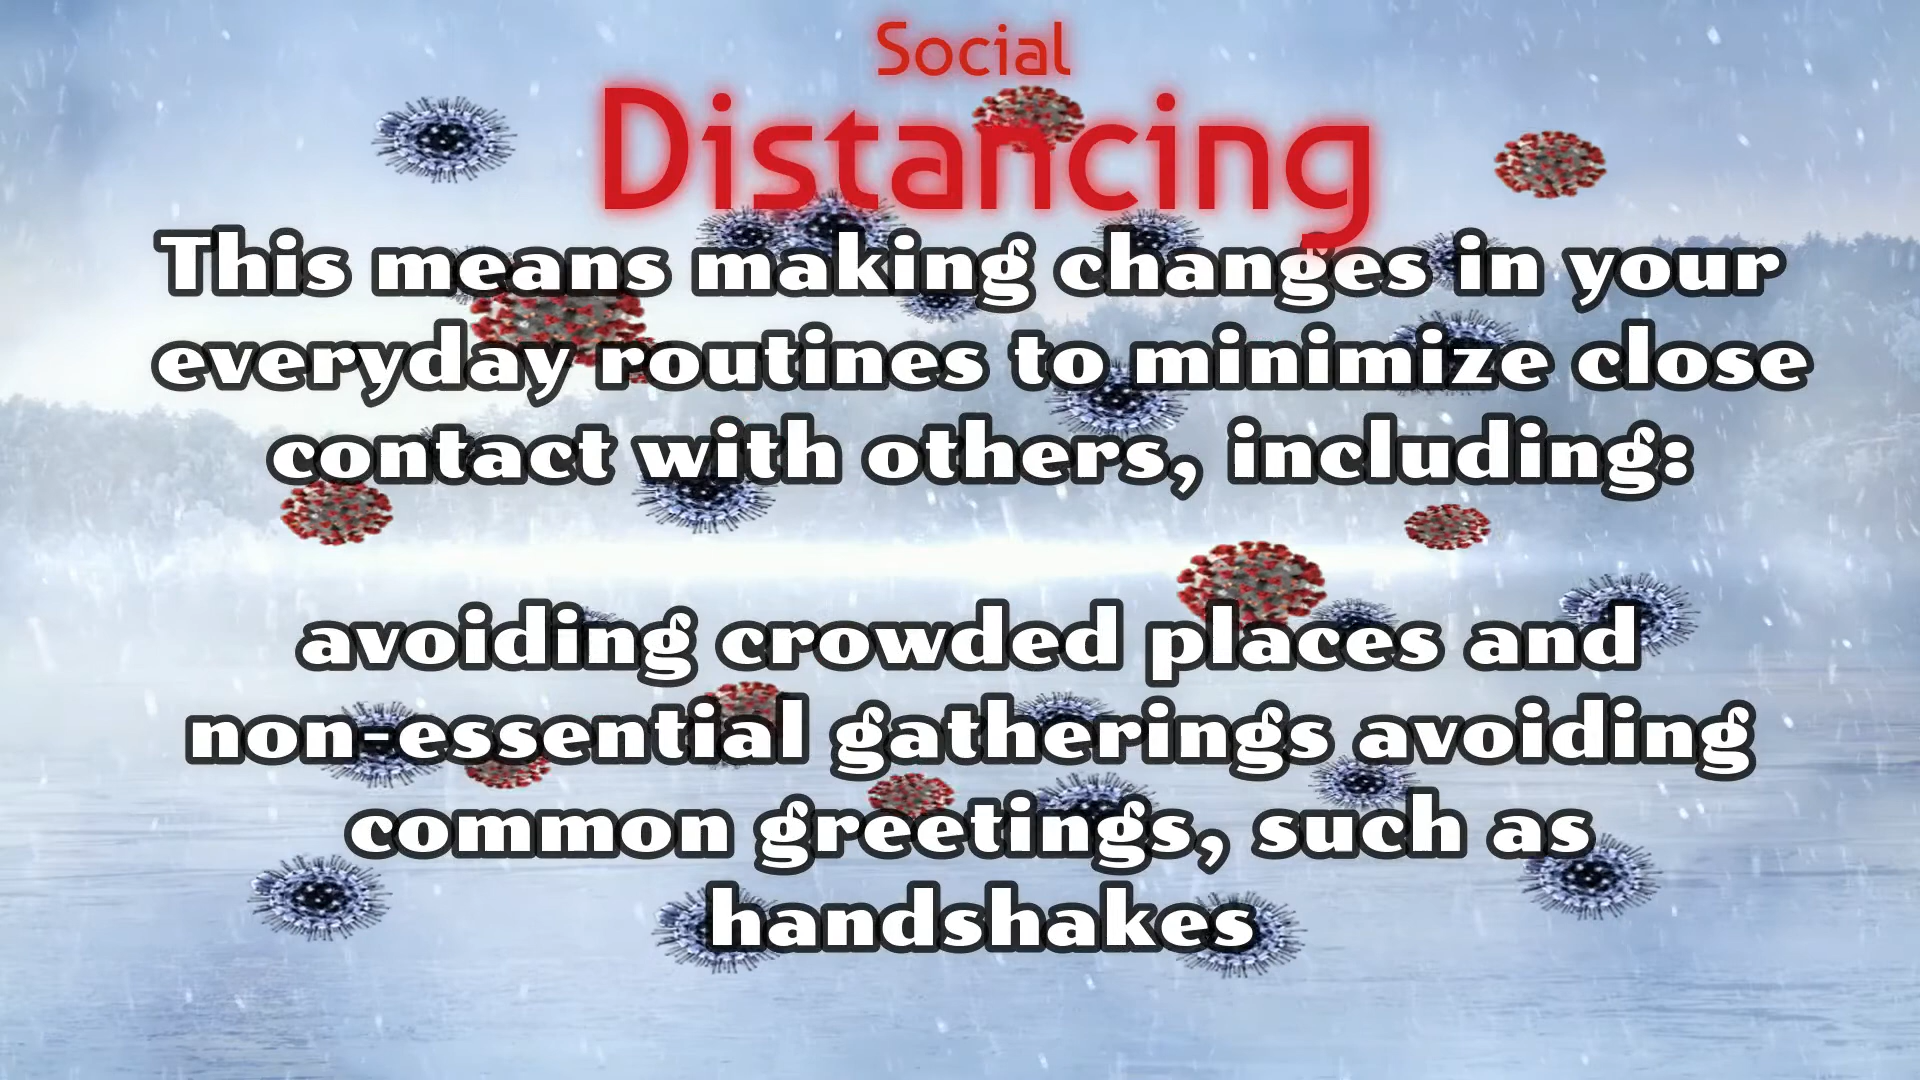 Social
Distancing
This means making changes in your
everyday routines to minimize close
contact with others, including:
avoiding crowded places and
non-essential gatherings avoiding
common greetings, such as
handshakes